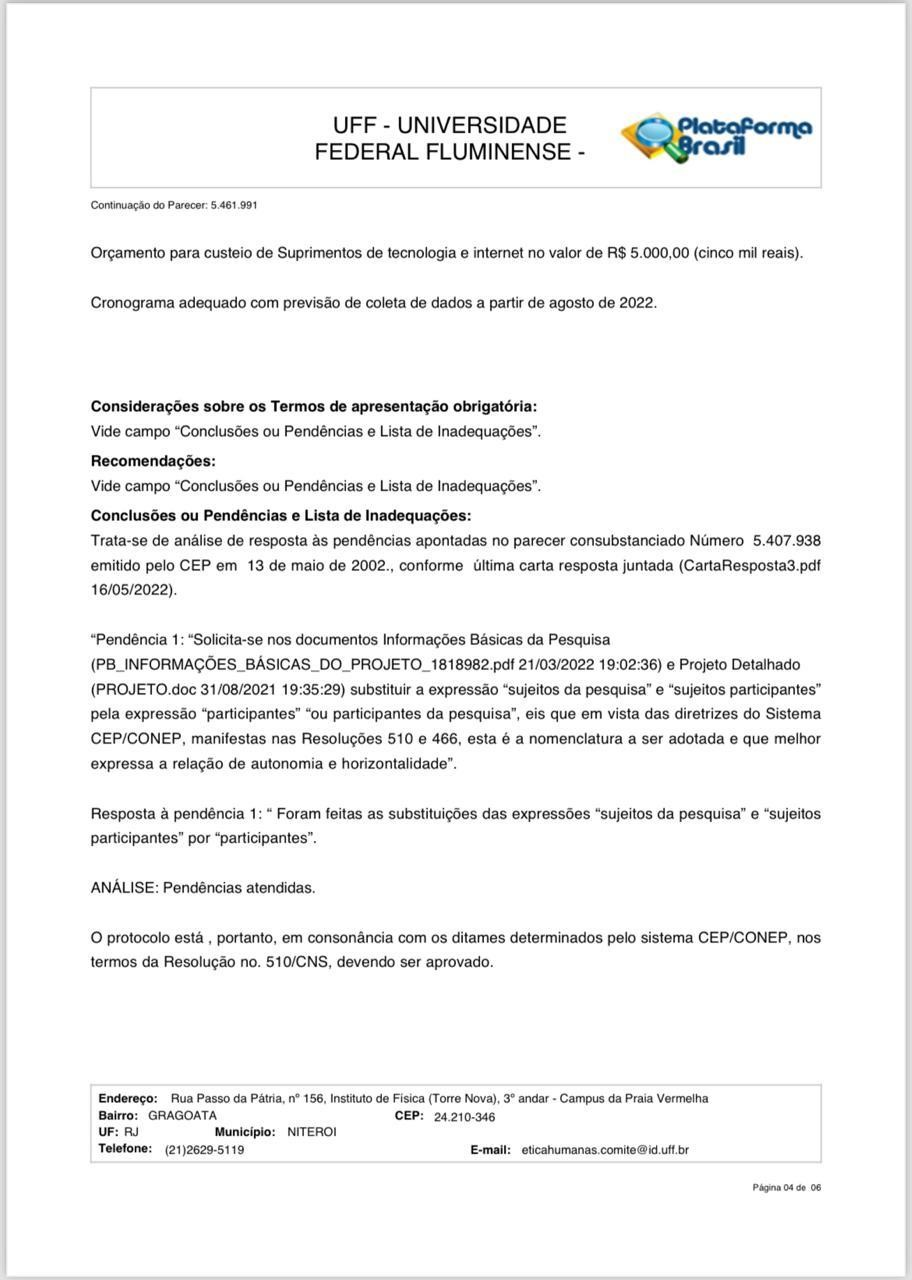 UFF - UNIVERSIDADE
FEDERAL FLUMINENSE -
Plataforma
Brasil
Continuação do Parecer: 5.461.991
Orçamento para custeio de Suprimentos de tecnologia e internet no valor de R$ 5.000,00 (cinco mil reais).
Cronograma adequado com previsão de coleta de dados a partir de agosto de 2022.
Considerações sobre os Termos de apresentação obrigatória:
Vide campo “Conclusões ou Pendências e Lista de Inadequações”.
Recomendações:
Vide campo “Conclusões ou Pendências e Lista de Inadequações”.
Conclusões ou Pendências e Lista de Inadequações:
Trata-se de análise de resposta às pendências apontadas no parecer consubstanciado Número 5.407.938
emitido pelo CEP em 13 de maio de 2002., conforme última carta resposta juntada (CartaResposta3.pdf
16/05/2022).
“Pendência 1: “Solicita-se nos documentos Informações Básicas da Pesquisa
(PB_INFORMAÇÕES_BÁSICAS_DO_PROJETO_1818982.pdf 21/03/2022 19:02:36) e Projeto Detalhado
(PROJETO.doc 31/08/2021 19:35:29) substituir a expressão “sujeitos da pesquisa” e “sujeitos participantes”
pela expressão “participantes” “ou participantes da pesquisa”, eis que em vista das diretrizes do Sistema
CEP/CONEP, manifestas nas Resoluções 510 e 466, esta é a nomenclatura a ser adotada e que melhor
expressa a relação de autonomia e horizontalidade”.
Resposta à pendência 1: “ Foram feitas as substituições das expressões “sujeitos da pesquisa” e “sujeitos
participantes” por “participantes”.
ANÁLISE: Pendências atendidas.
O protocolo está , portanto, em consonância com os ditames determinados pelo sistema CEP/CONEP, nos
termos da Resolução no. 510/CNS, devendo ser aprovado.
Endereço: Rua Passo da Pátria, nº 156, Instituto de Física (Torre Nova), 3º andar - Campus da Praia Vermelha
Bairro: GRAGOATA CEP: 24.210-346
UF: RJ Município: NITEROI
Telefone: (21)2629-5119 E-mail: eticahumanas.comite@id.uff.br
Página 04 de 06